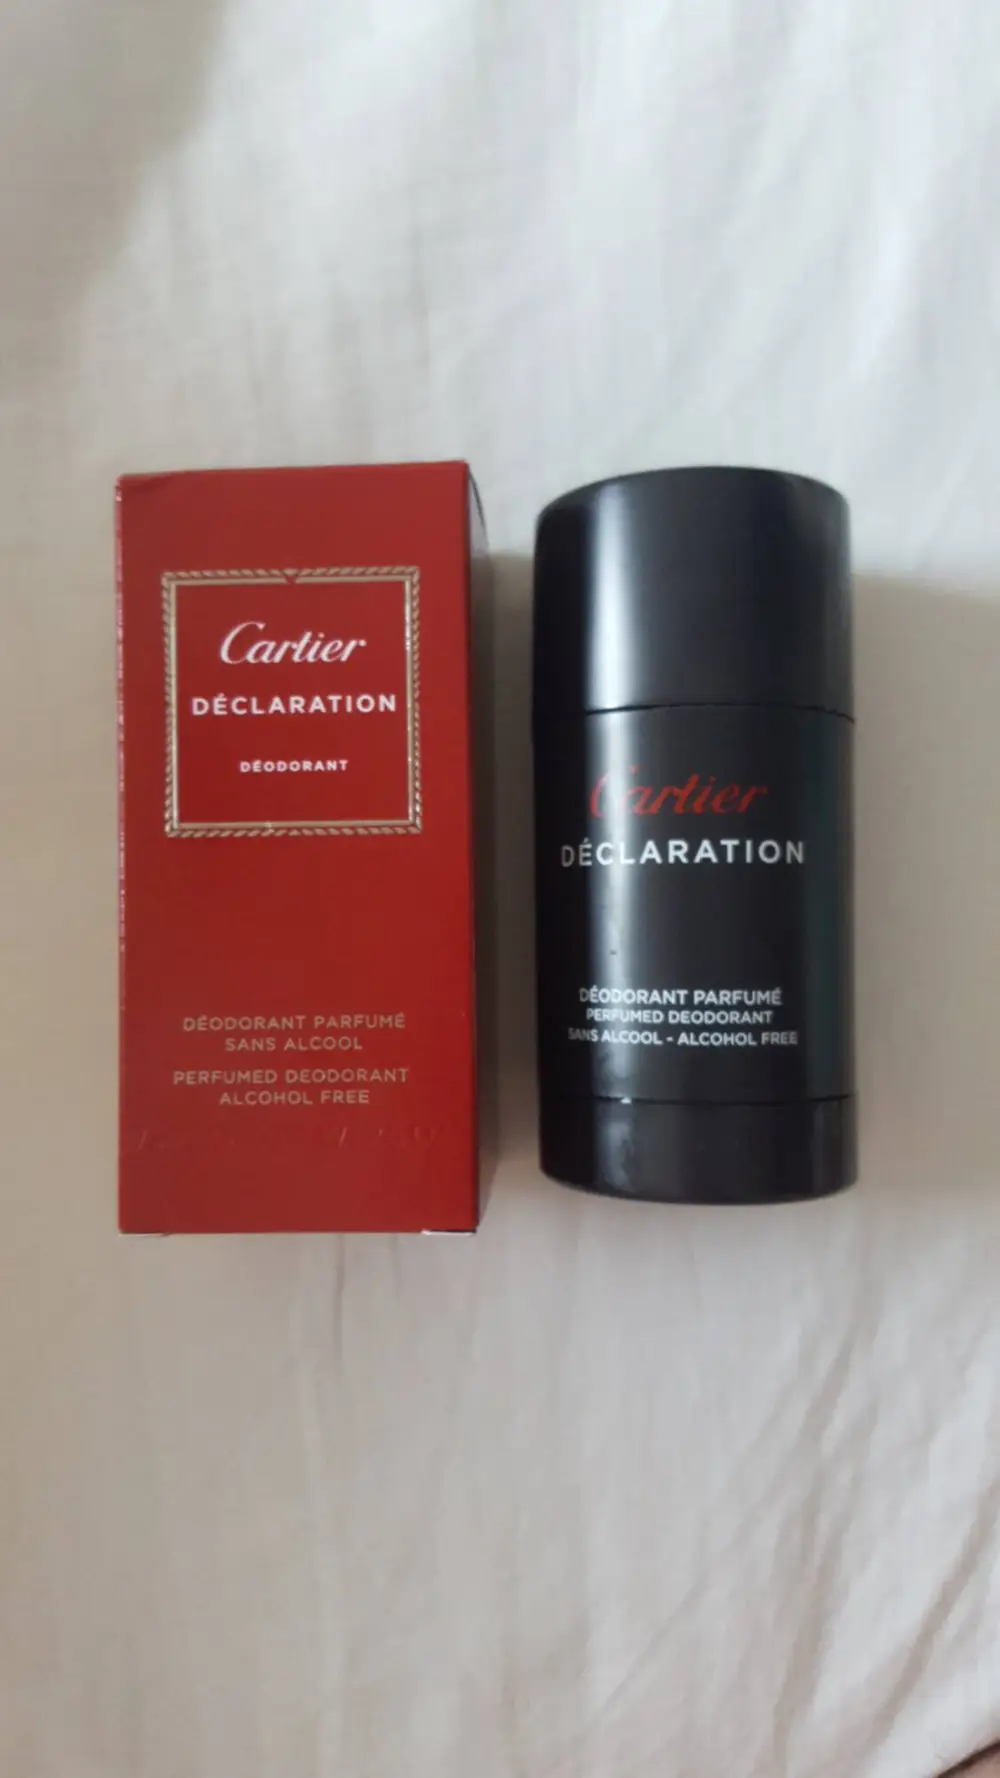 Cartier
DÉCLARATION
DÉODORANT
DÉODORANT PARFUMÉ
SANS ALCOOL
PERFUMED DEODORANT
ALCOHOL FREE
Cartier
DÉCLARATION
DÉODORANT PARFUMÉ
PERFUMED DEODORANT
SANS ALCOOL - ALCOHOL FREE